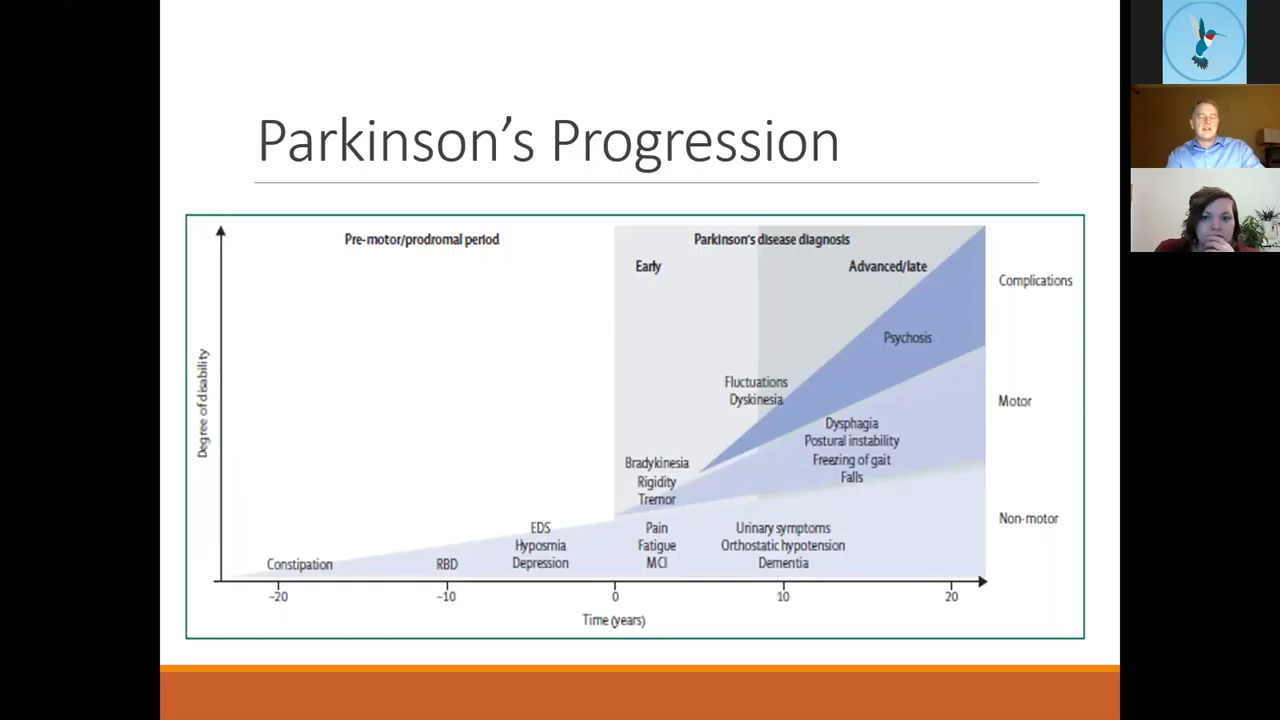 Parkinson's Progression
Pre-motor/prodromal period
Parkinson's disease diagnosis
Early
Advanced/late
Complications
Psychosis
Fluctuations
Dyskinesia
Motor
Dysphagia
Postural instability
Freezing of gait
Falls
Bradykinesia
Rigidity
Tremor
Non-motor
EDS
Hyposmia
Depression
Pain
Fatigue
MCI
Urinary symptoms
Orthostatic hypotension
Dementia
Constipation
RBD
Degree of disability
−20
−10
0
10
20
Time (years)